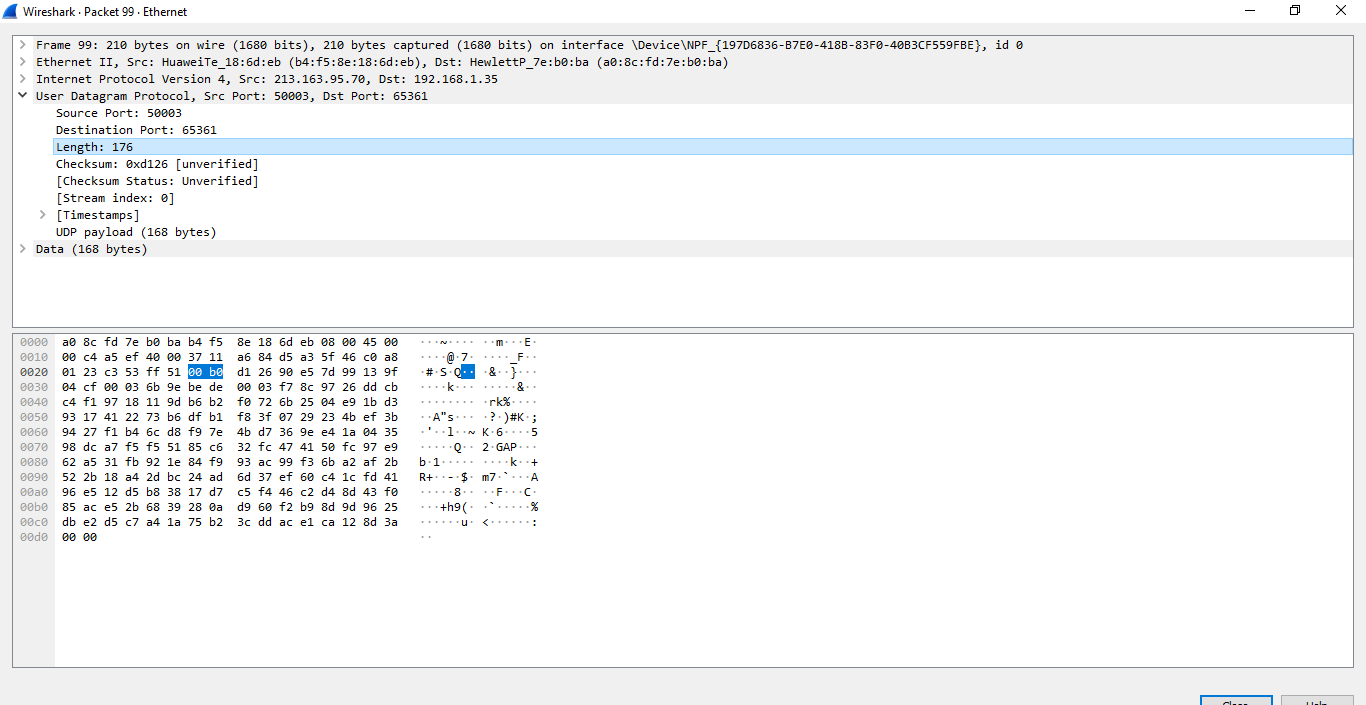 Wireshark · Packet 99 · Ethernet
Frame 99: 210 bytes on wire (1680 bits), 210 bytes captured (1680 bits) on interface \Device\NPF_{197D6836-B7E0-418B-83F0-40B3CF559FBE}, id 0
Ethernet II, Src: HuaweiTe_18:6d:eb (b4:f5:8e:18:6d:eb), Dst: HewlettP_7e:b0:ba (a0:8c:fd:7e:b0:ba)
Internet Protocol Version 4, Src: 213.163.95.70, Dst: 192.168.1.35
User Datagram Protocol, Src Port: 50003, Dst Port: 65361
Source Port: 50003
Destination Port: 65361
Length: 176
Checksum: 0xd126 [unverified]
[Checksum Status: Unverified]
[Stream index: 0]
[Timestamps]
UDP payload (168 bytes)
Data (168 bytes)
0000 a0 8c fd 7e b0 ba b4 f5 8e 18 6d eb 08 00 45 00 ···~···· ··m···E·
0010 00 c4 a5 ef 40 00 37 11 a6 84 d5 a3 5f 46 c0 a8 ····@·7· ····_F··
0020 01 23 c3 53 ff 51 00 b0 d1 26 90 e5 7d 99 13 9f ·#·S·Q·· ·&··}···
0030 04 cf 00 03 6b 9e be de 00 03 f7 8c 97 26 dd cb ····k··· ·····&··
0040 c4 f1 97 18 11 9d b6 b2 f0 72 6b 25 04 e9 1b d3 ········ ·rk%····
0050 93 17 41 22 73 b6 df b1 f8 3f 07 29 23 4b ef 3b ··A"s··· ·?·)#K·;
0060 94 27 f1 b4 6c d8 f9 7e 4b d7 36 9e e4 1a 04 35 ·'··l··~ K·6····5
0070 98 dc a7 f5 f5 51 85 c6 32 fc 47 41 50 fc 97 e9 ·····Q·· 2·GAP···
0080 62 a5 31 fb 92 1e 84 f9 93 ac 99 f3 6b a2 af 2b b·1····· ····k··+
0090 52 2b 18 a4 2d bc 24 ad 6d 37 ef 60 c4 1c fd 41 R+··-·$· m7·`···A
00a0 96 e5 12 d5 b8 38 17 d7 c5 f4 46 c2 d4 8d 43 f0 ·····8·· ··F···C·
00b0 85 ac e5 2b 68 39 28 0a d9 60 f2 b9 8d 9d 96 25 ···+h9(· ·`·····%
00c0 db e2 d5 c7 a4 1a 75 b2 3c dd ac e1 ca 12 8d 3a ······u· <······:
00d0 00 00 ··
Close
Help